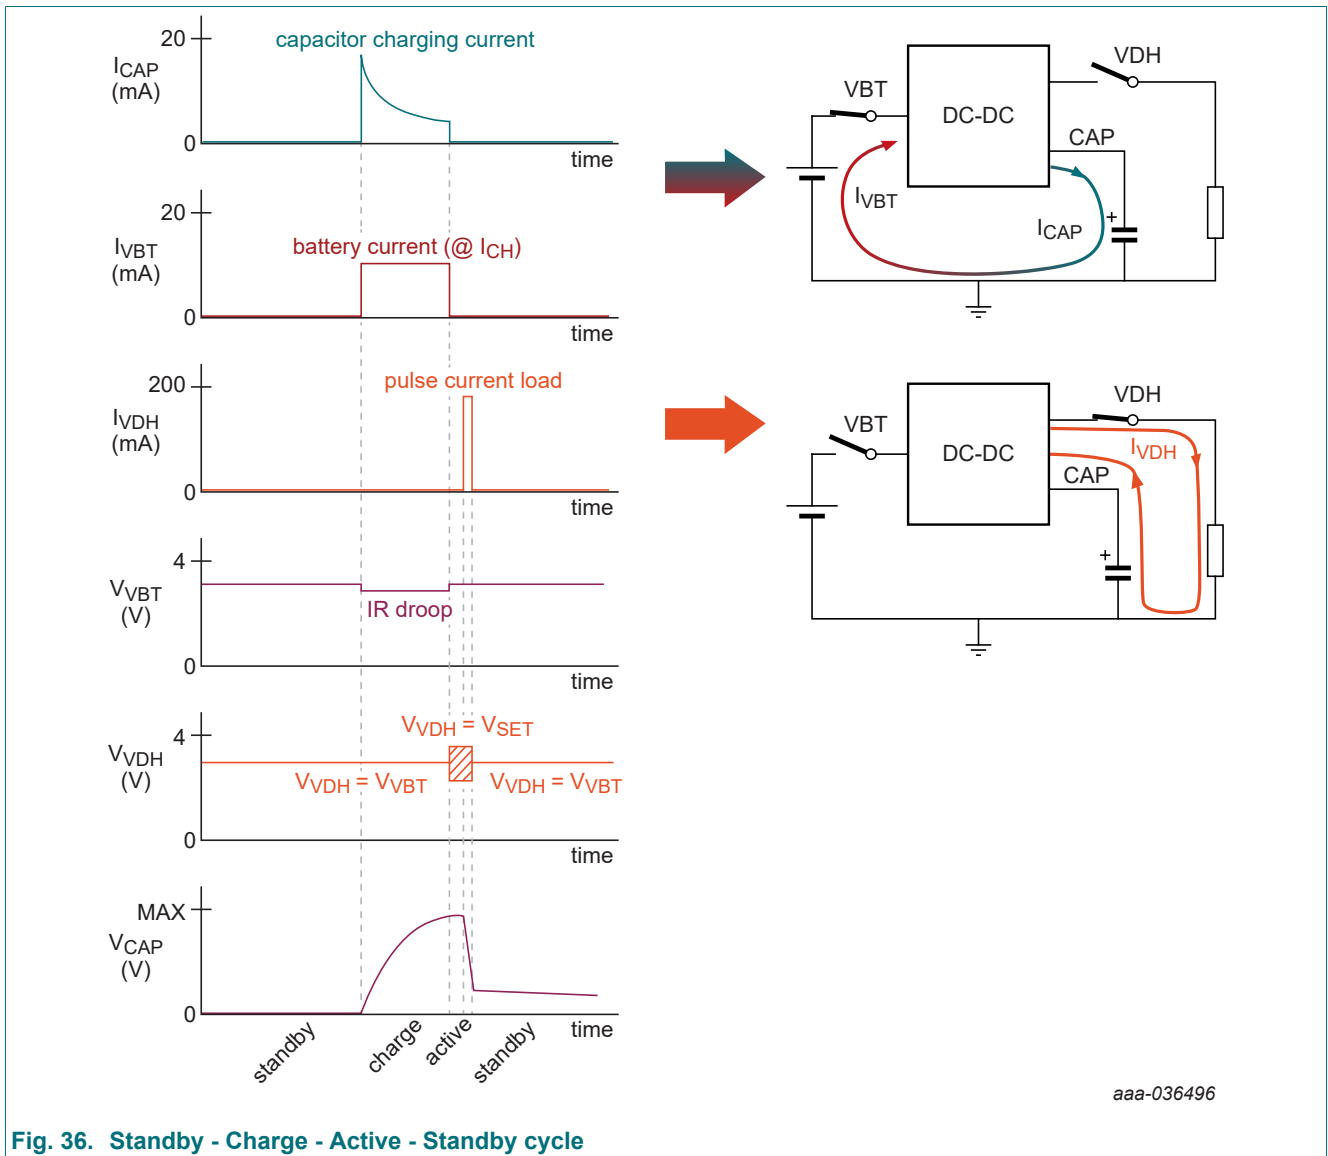 20
capacitor charging current
ICAP
(mA)
0
time
20
IVBT
(mA)
battery current (@ ICH)
0
time
200
pulse current load
IVDH
(mA)
0
time
4
VVBT
(V)
IR droop
0
time
VVDH = VSET
4
VVDH
(V)
VVDH = VVBT
VVDH = VVBT
0
time
MAX
VCAP
(V)
0
time
standby
charge
active
standby
VDH
VBT
DC-DC
CAP
IVBT
ICAP
+
VDH
VBT
DC-DC
IVDH
CAP
+
aaa-036496
Fig. 36. Standby - Charge - Active - Standby cycle